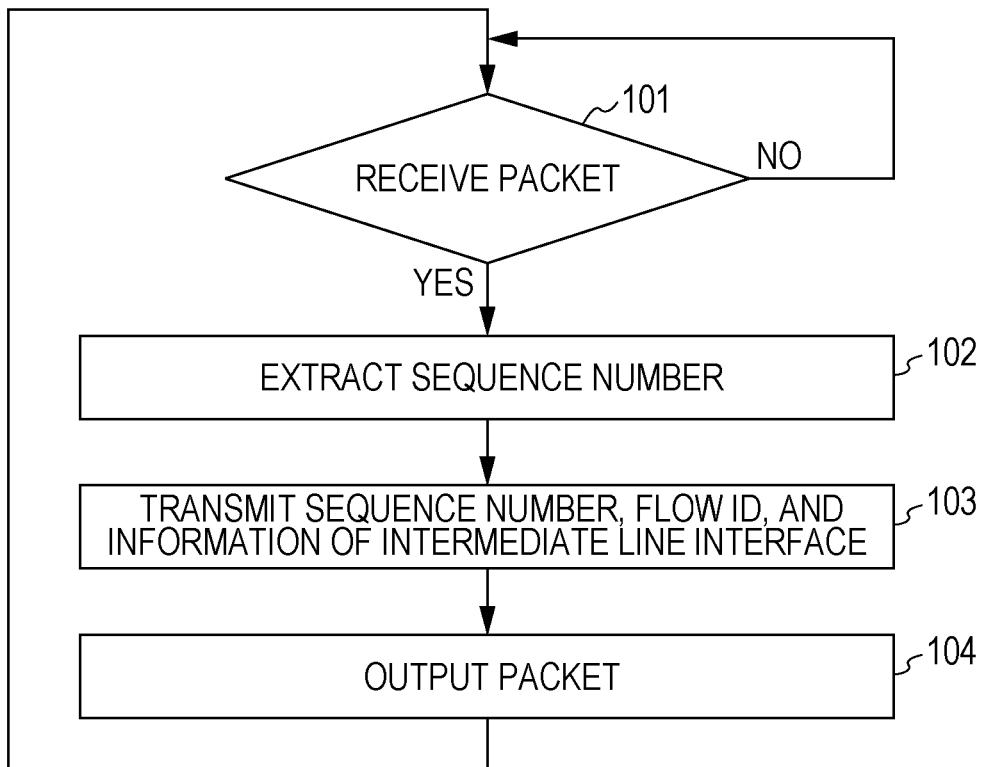 101
RECEIVE PACKET
NO
YES
102
EXTRACT SEQUENCE NUMBER
103
TRANSMIT SEQUENCE NUMBER, FLOW ID, AND
INFORMATION OF INTERMEDIATE LINE INTERFACE
104
OUTPUT PACKET